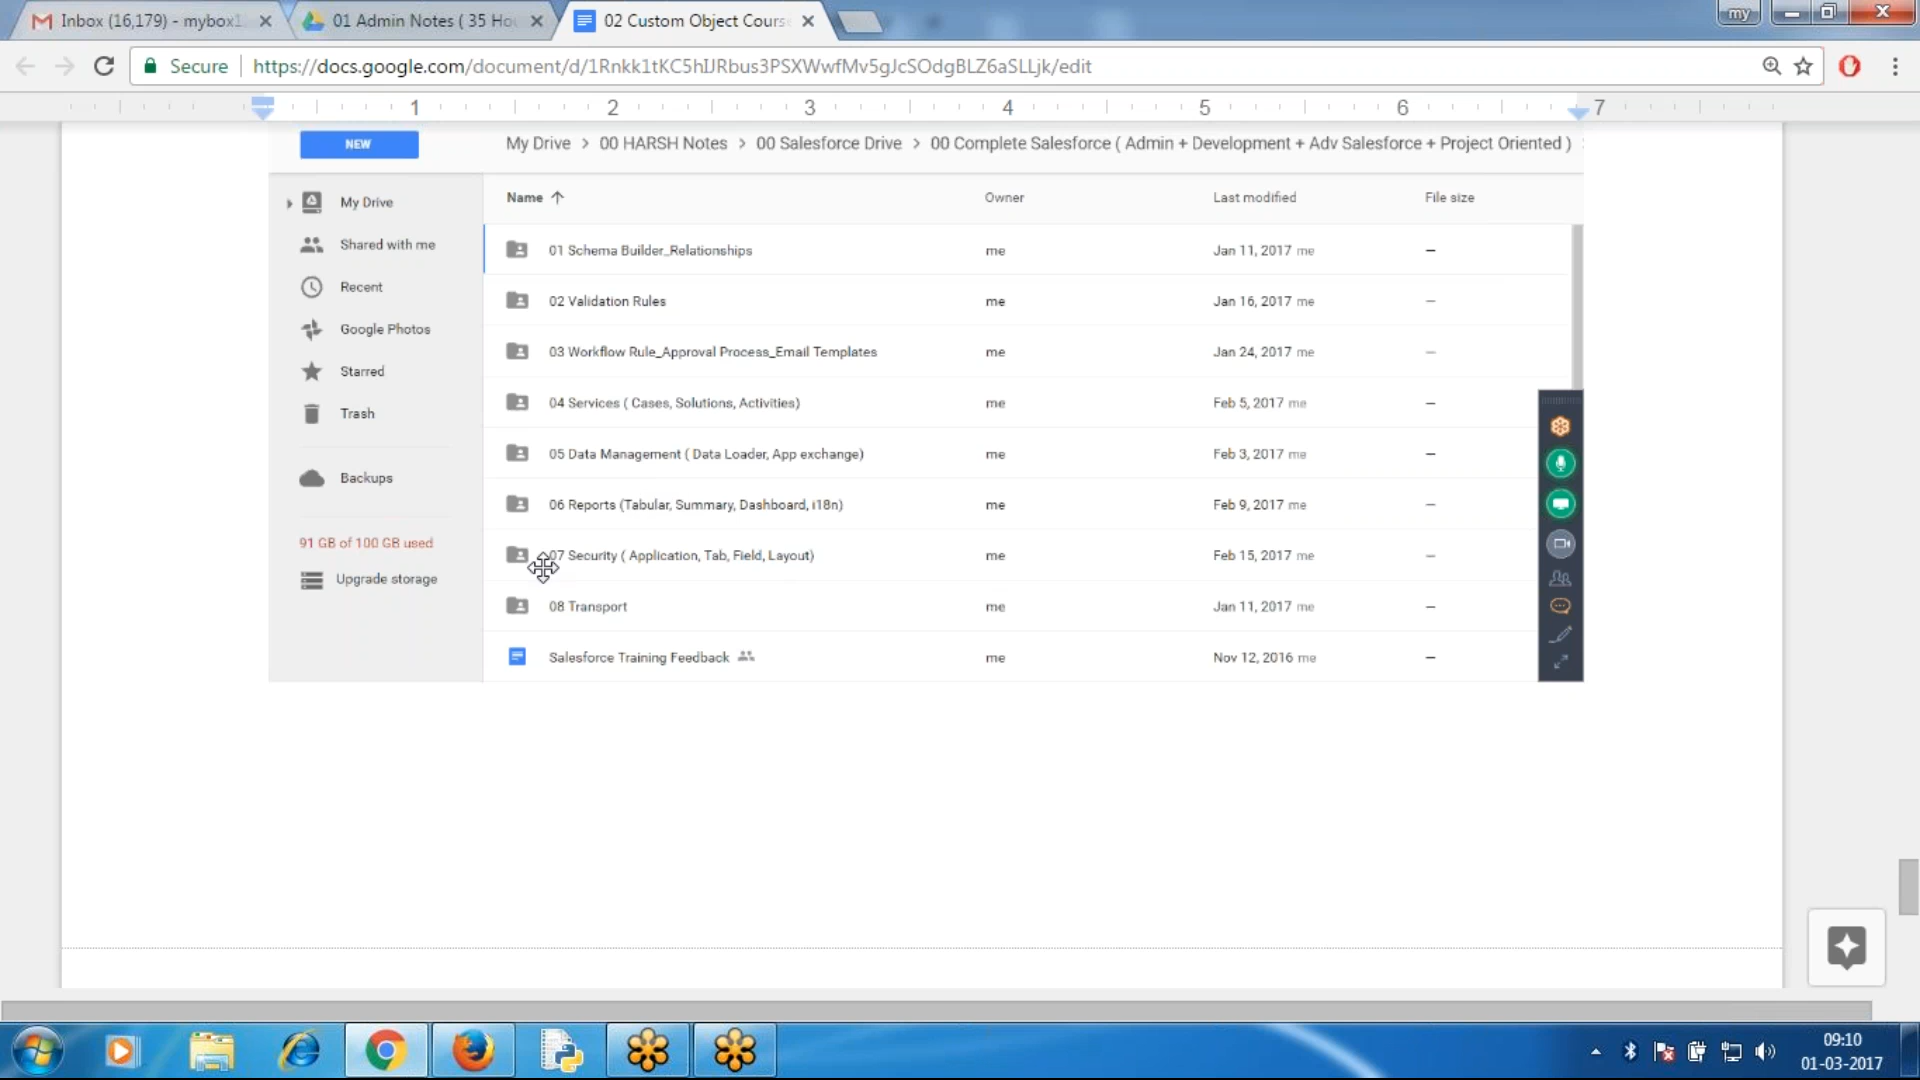 Inbox (16,179) - mybox1
01 Admin Notes ( 35 Ho
02 Custom Object Cours
my
Secure
https://docs.google.com/document/d/1Rnkk1tKC5hIJRbus3PSXWwfMv5gJcSOdgBLZ6aSLLjk/edit
1 2 3 4 5 6 7
NEW
My Drive > 00 HARSH Notes > 00 Salesforce Drive > 00 Complete Salesforce ( Admin + Development + Adv Salesforce + Project Oriented )
Name Owner Last modified File size
My Drive
Shared with me
Recent
Google Photos
Starred
Trash
Backups
91 GB of 100 GB used
Upgrade storage
01 Schema Builder_Relationships me Jan 11, 2017 me –
02 Validation Rules me Jan 16, 2017 me –
03 Workflow Rule_Approval Process_Email Templates me Jan 24, 2017 me –
04 Services ( Cases, Solutions, Activities) me Feb 5, 2017 me –
05 Data Management ( Data Loader, App exchange) me Feb 3, 2017 me –
06 Reports (Tabular, Summary, Dashboard, i18n) me Feb 9, 2017 me –
07 Security ( Application, Tab, Field, Layout) me Feb 15, 2017 me –
08 Transport me Jan 11, 2017 me –
Salesforce Training Feedback me Nov 12, 2016 me –
09:10
01-03-2017